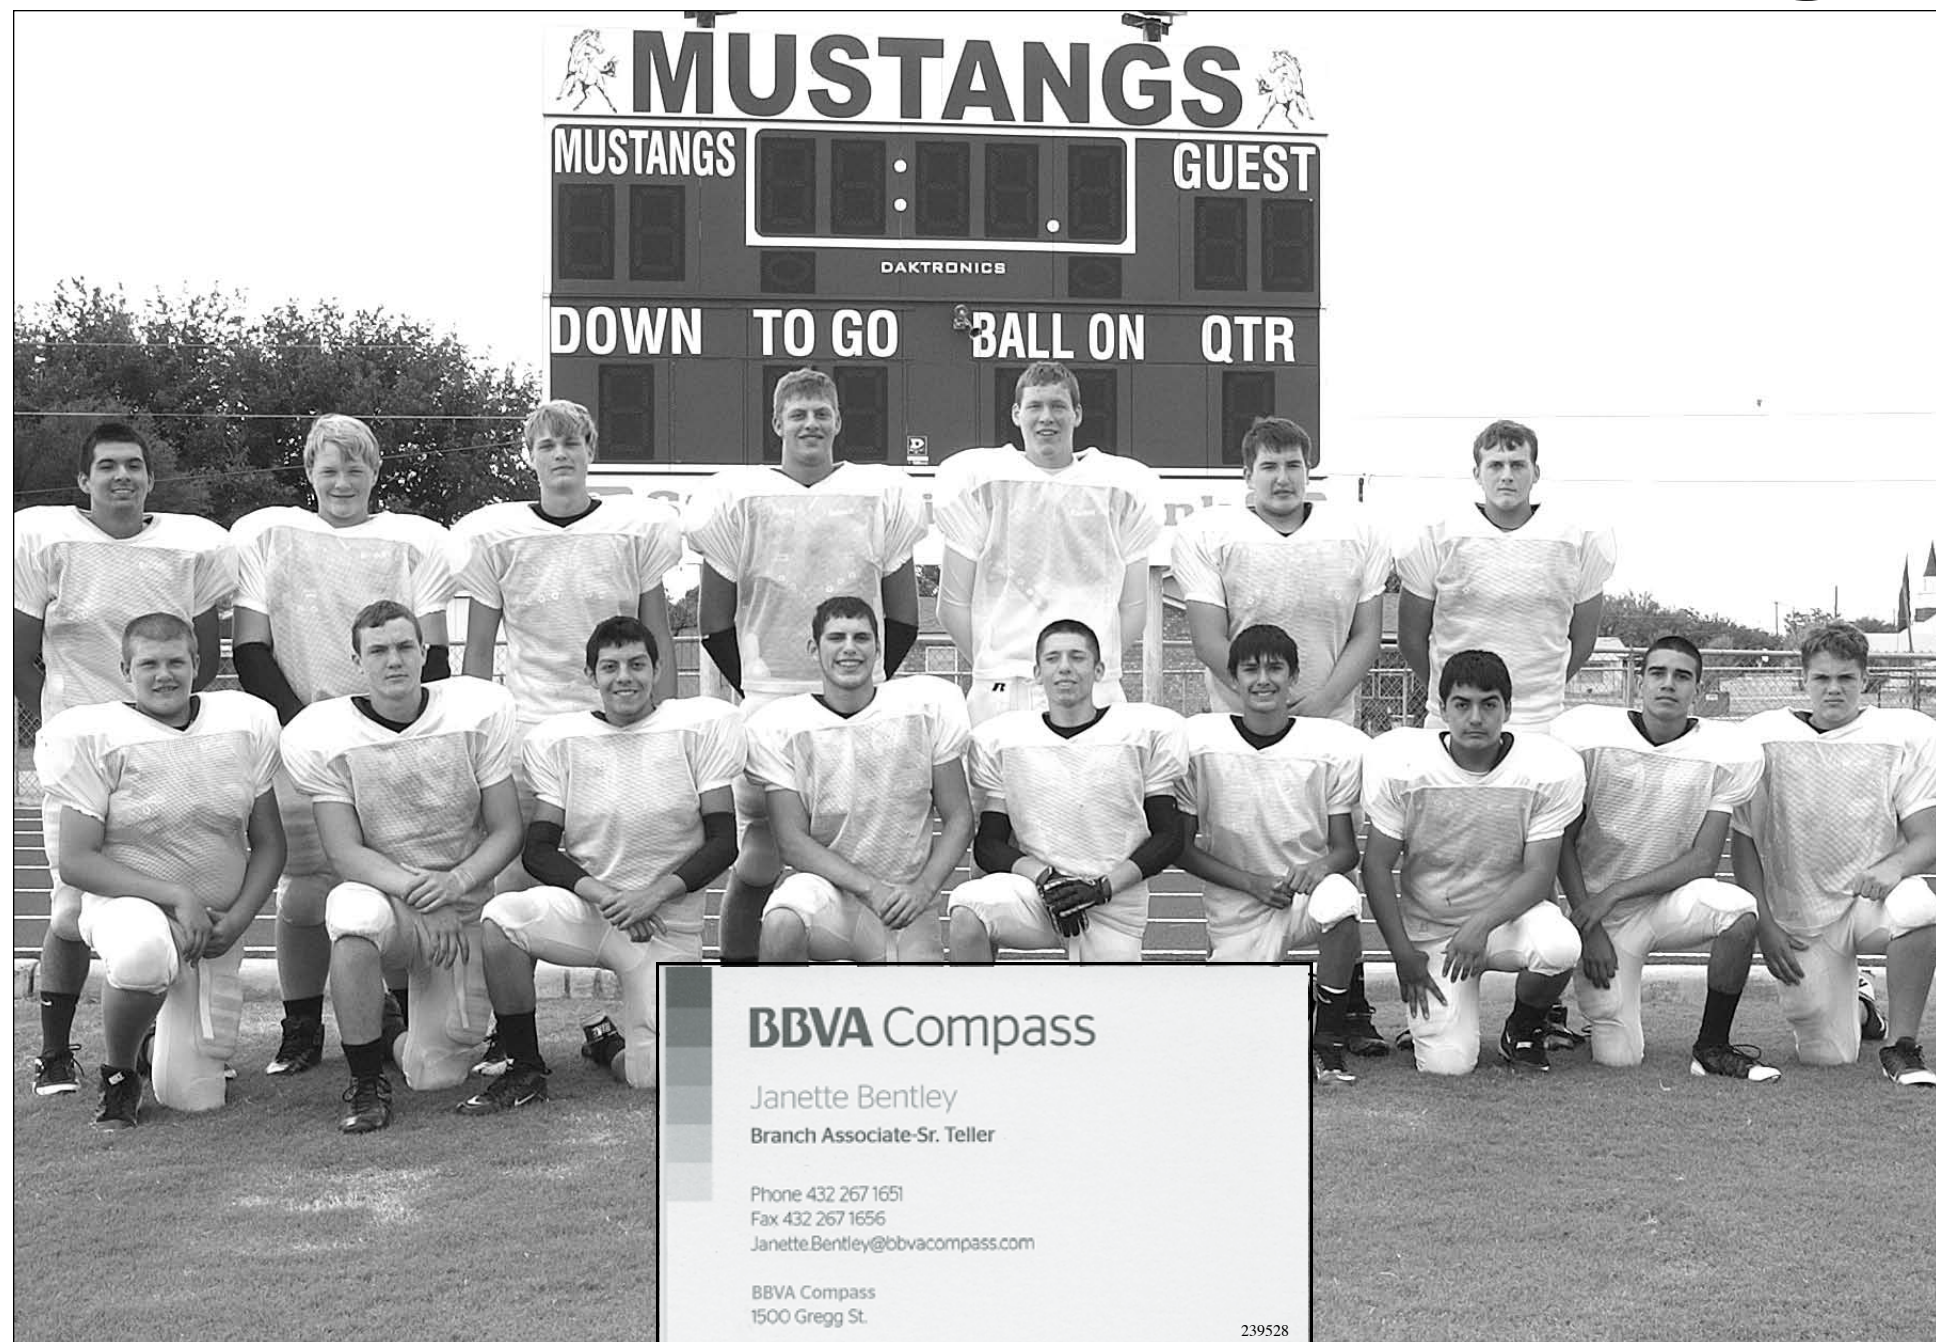 MUSTANGS
MUSTANGS
GUEST
DAKTRONICS
DOWN TO GO BALL ON QTR
BBVA Compass
Janette Bentley
Branch Associate-Sr. Teller
Phone 432 267 1651
Fax 432 267 1656
Janette.Bentley@bbvacompass.com
BBVA Compass
1500 Gregg St.
239528